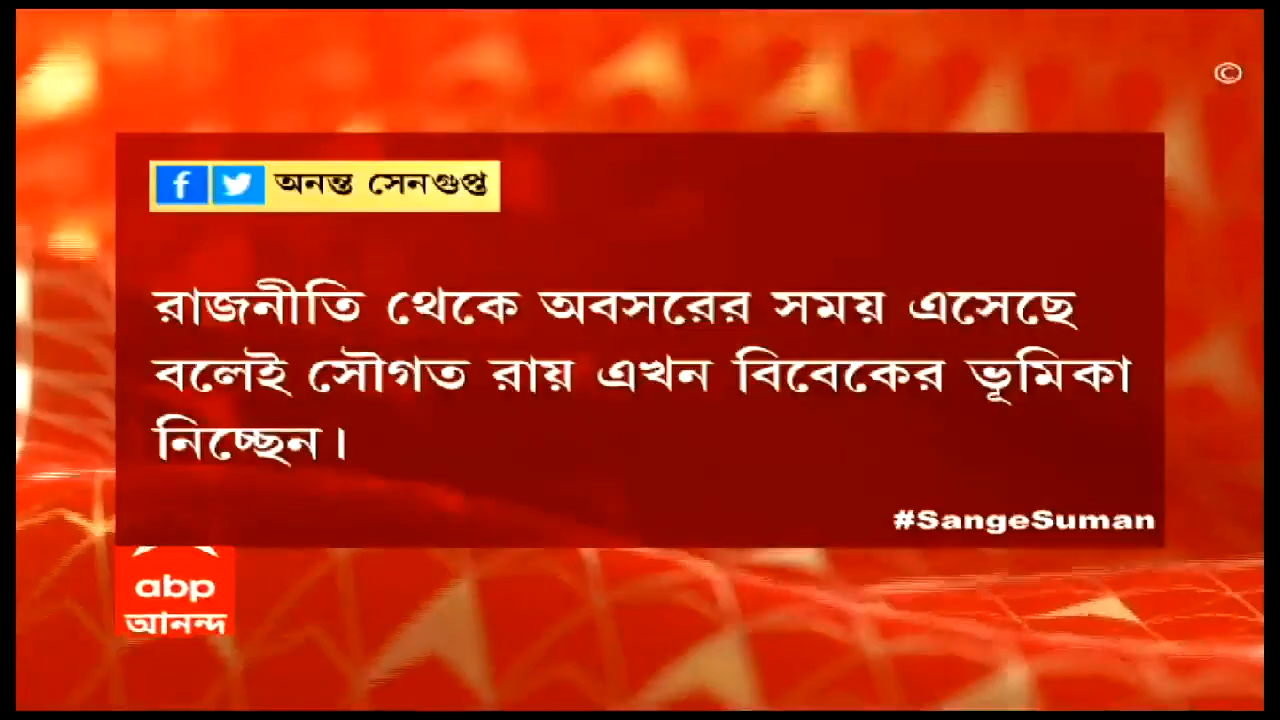 ©
অনন্ত সেনগুপ্ত
রাজনীতি থেকে অবসরের সময় এসেছে
বলেই সৌগত রায় এখন বিবেকের ভূমিকা
নিচ্ছেন।
#SangeSuman
abp
আনন্দ